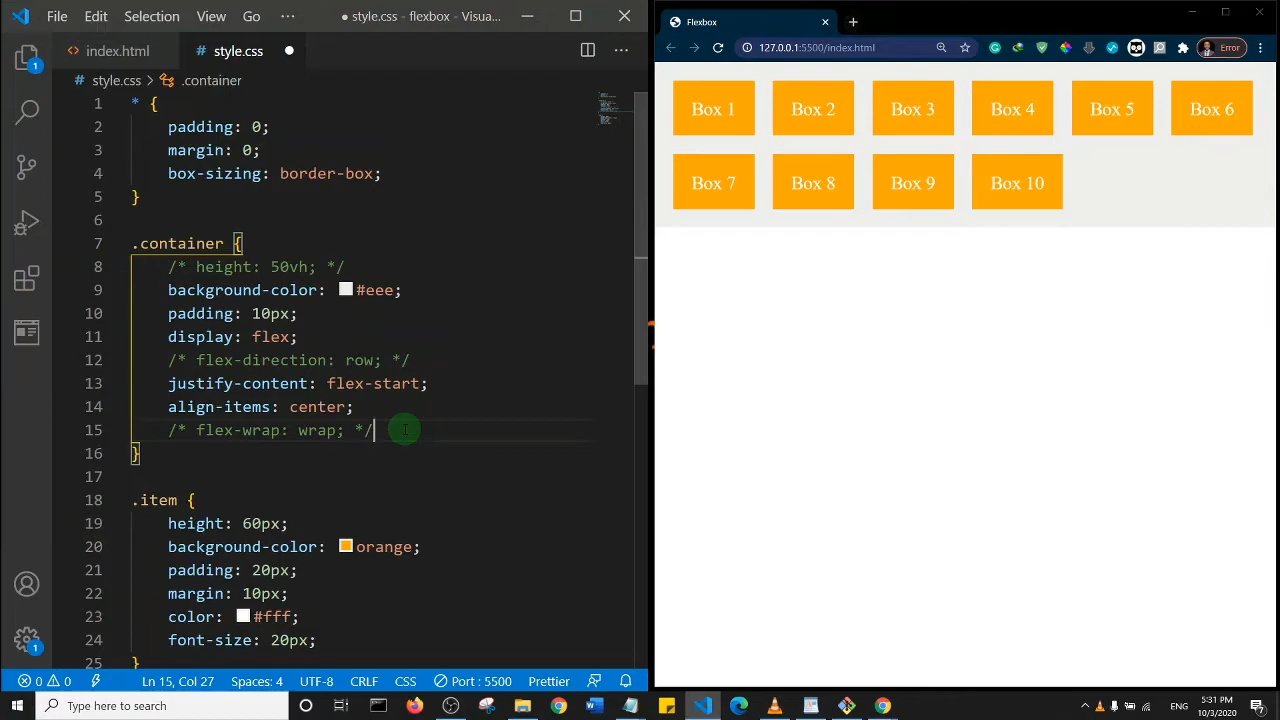 File Edit Selection View Go ··· ● style.css - flexbox - Visua...
index.html style.css ●
style.css > .container
1 * {
2 padding: 0;
3 margin: 0;
4 box-sizing: border-box;
5 }
6
7 .container {
8 /* height: 50vh; */
9 background-color: #eee;
10 padding: 10px;
11 display: flex;
12 /* flex-direction: row; */
13 justify-content: flex-start;
14 align-items: center;
15 /* flex-wrap: wrap; */
16 }
17
18 .item {
19 height: 60px;
20 background-color: orange;
21 padding: 20px;
22 margin: 10px;
23 color: #fff;
24 font-size: 20px;
25 }
1
1
0 0 Ln 15, Col 27 Spaces: 4 UTF-8 CRLF CSS Port : 5500 Prettier
Flexbox
127.0.0.1:5500/index.html Error
Box 1 Box 2 Box 3 Box 4 Box 5 Box 6
Box 7 Box 8 Box 9 Box 10
Type here to search
ENG 5:31 PM
10/3/2020 7